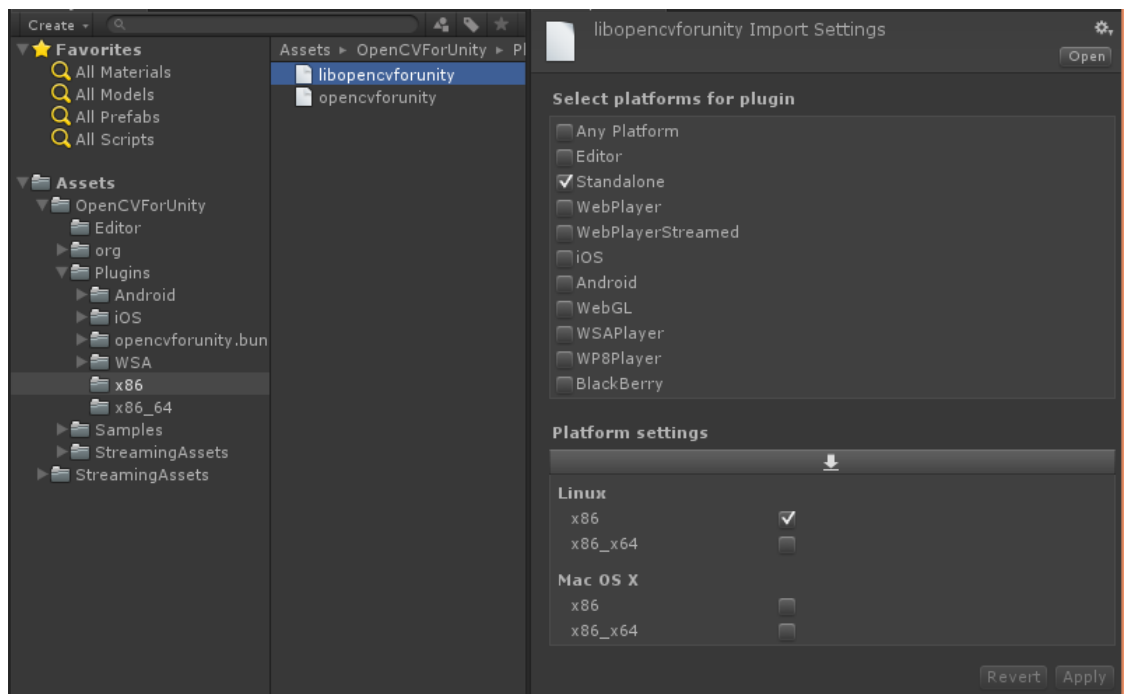 Create
Favorites
All Materials
All Models
All Prefabs
All Scripts
Assets
OpenCVForUnity
Editor
org
Plugins
Android
iOS
opencvforunity.bun
WSA
x86
x86_64
Samples
StreamingAssets
StreamingAssets
Assets ▸ OpenCVForUnity ▸ Pl
libopencvforunity
opencvforunity
libopencvforunity Import Settings
Open
Select platforms for plugin
Any Platform
Editor
Standalone
WebPlayer
WebPlayerStreamed
iOS
Android
WebGL
WSAPlayer
WP8Player
BlackBerry
Platform settings
Linux
x86
x86_x64
Mac OS X
x86
x86_x64
Revert Apply